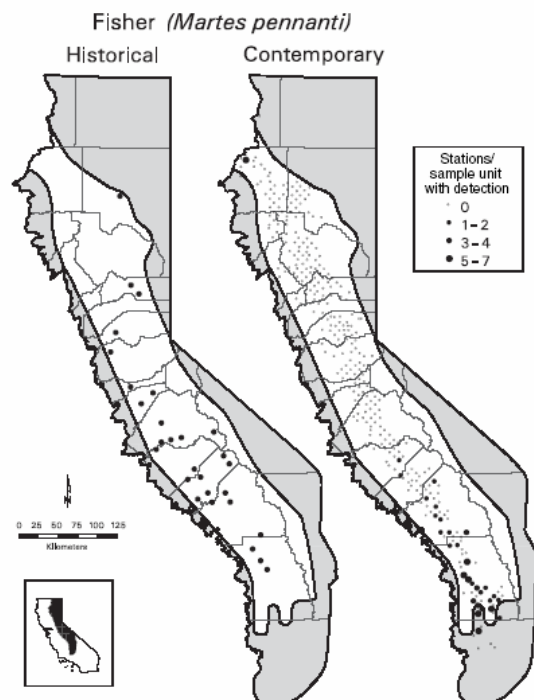 Fisher (Martes pennanti)
Historical
Contemporary
Stations/
sample unit
with detection
0
1-2
3-4
5-7
N
0 25 50 75 100 125
Kilometers